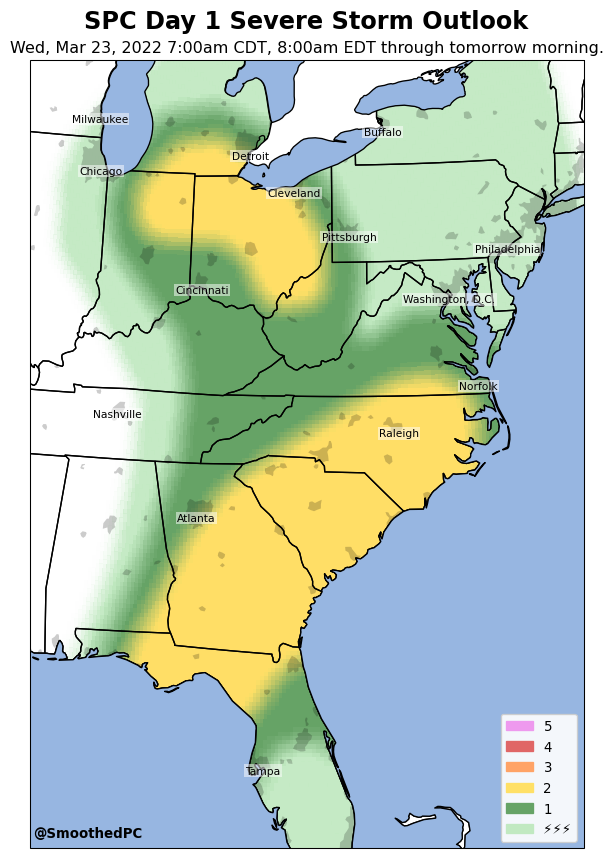 SPC Day 1 Severe Storm Outlook
Wed, Mar 23, 2022 7:00am CDT, 8:00am EDT through tomorrow morning.
Milwaukee
Buffalo
Detroit
Chicago
Cleveland
Pittsburgh
Philadelphia
Cincinnati
Washington, D.C.
Norfolk
Nashville
Raleigh
Atlanta
Tampa
5
4
3
2
1
⚡⚡⚡
@SmoothedPC